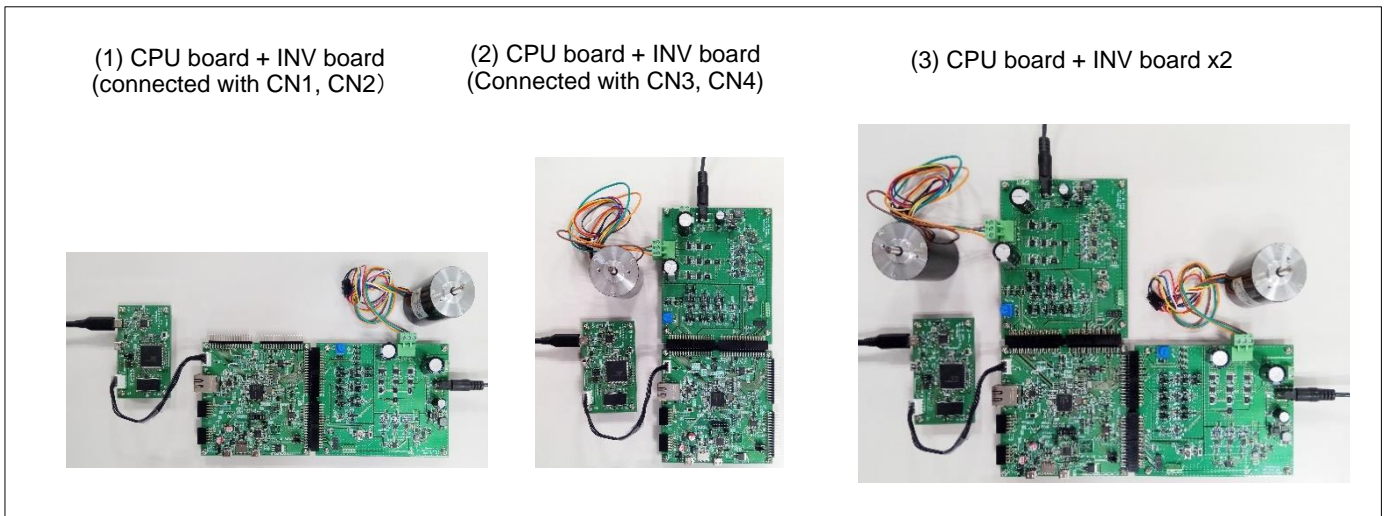 (1) CPU board + INV board
(connected with CN1, CN2）
(2) CPU board + INV board
(Connected with CN3, CN4)
(3) CPU board + INV board x2